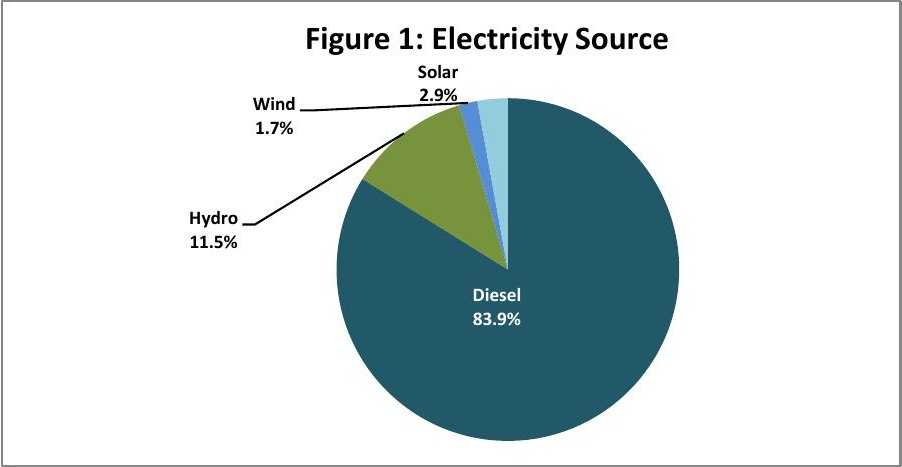 Figure 1: Electricity Source
Solar
2.9%
Wind
1.7%
Hydro
11.5%
Diesel
83.9%